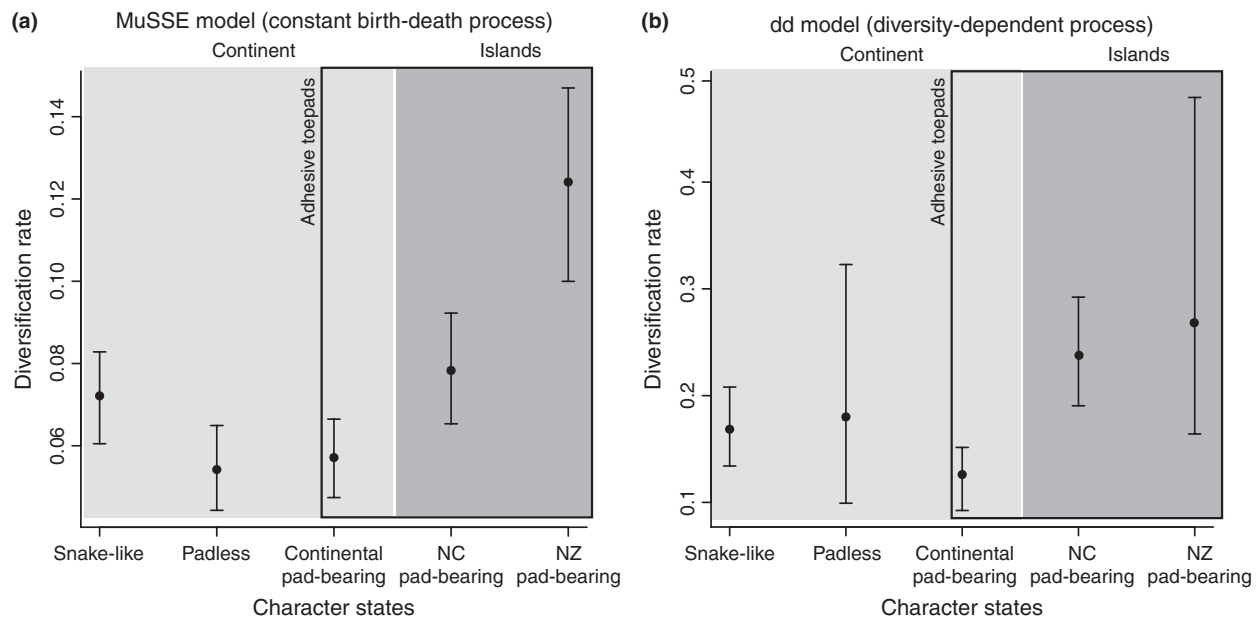 (a) MuSSE model (constant birth-death process)
Continent Islands
Adhesive toepads
Diversification rate
0.14
0.12
0.10
0.08
0.06
Snake-like Padless Continental pad-bearing NC pad-bearing NZ pad-bearing
Character states
(b) dd model (diversity-dependent process)
Continent Islands
Adhesive toepads
Diversification rate
0.5
0.4
0.3
0.2
0.1
Snake-like Padless Continental pad-bearing NC pad-bearing NZ pad-bearing
Character states